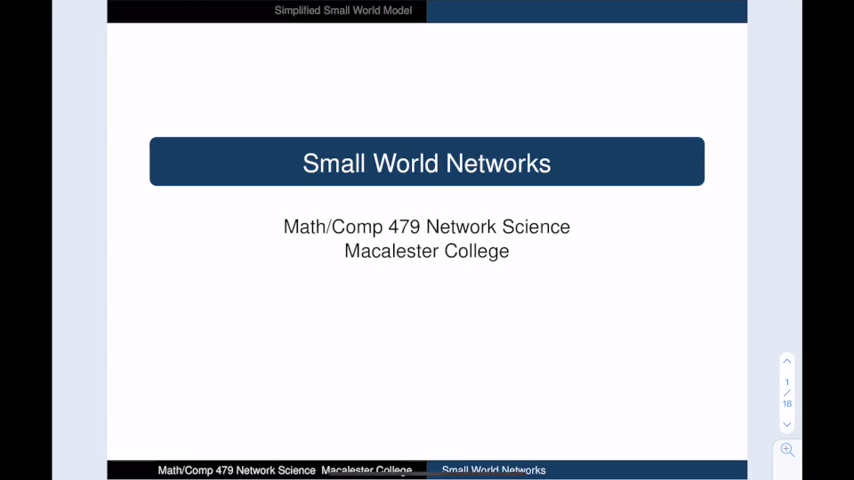 Simplified Small World Model
Small World Networks
Math/Comp 479 Network Science
Macalester College
1
/
18
Math/Comp 479 Network Science Macalester College
Small World Networks